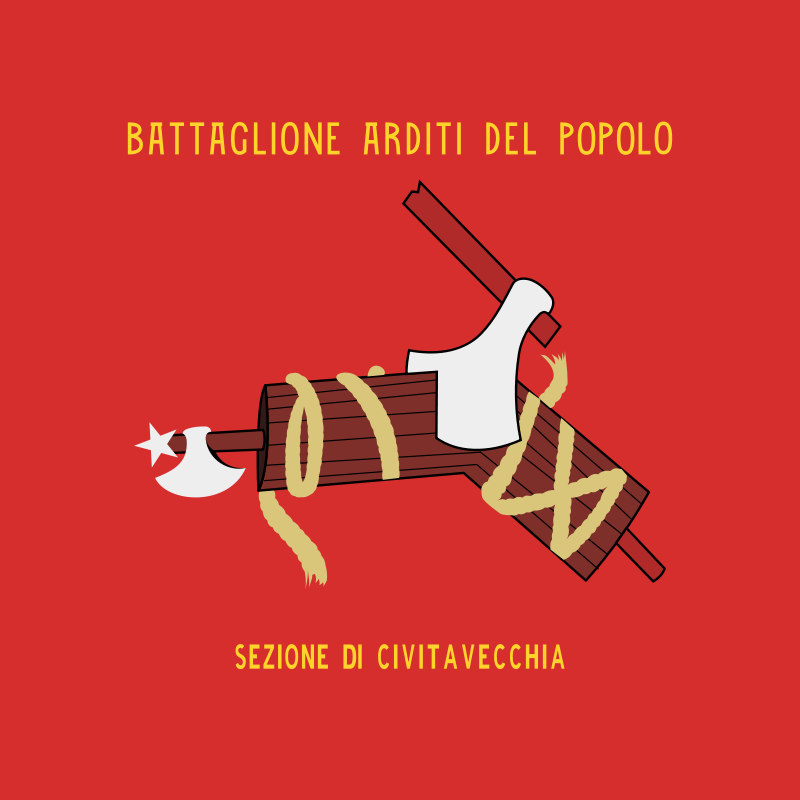 BATTAGLIONE ARDITI DEL POPOLO
SEZIONE DI CIVITAVECCHIA